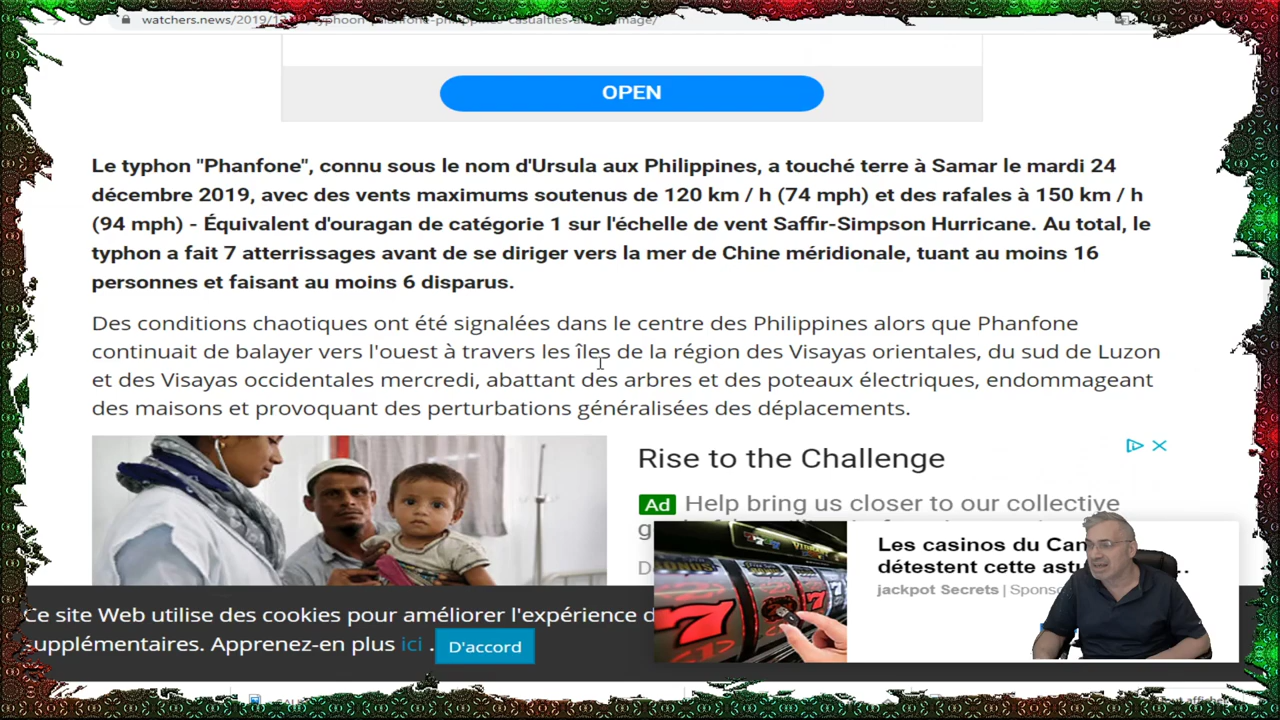 watchers.news/2019/
OPEN
Le typhon "Phanfone", connu sous le nom d'Ursula aux Philippines, a touché terre à Samar le mardi 24
décembre 2019, avec des vents maximums soutenus de 120 km / h (74 mph) et des rafales à 150 km / h
(94 mph) - Équivalent d'ouragan de catégorie 1 sur l'échelle de vent Saffir-Simpson Hurricane. Au total, le
typhon a fait 7 atterrissages avant de se diriger vers la mer de Chine méridionale, tuant au moins 16
personnes et faisant au moins 6 disparus.
Des conditions chaotiques ont été signalées dans le centre des Philippines alors que Phanfone
continuait de balayer vers l'ouest à travers les îles de la région des Visayas orientales, du sud de Luzon
et des Visayas occidentales mercredi, abattant des arbres et des poteaux électriques, endommageant
des maisons et provoquant des perturbations généralisées des déplacements.
Rise to the Challenge
Ad Help bring us closer to our collective
Les casinos du
détestent cette
jackpot Secrets |
Ce site Web utilise des cookies pour améliorer l'expérience
supplémentaires. Apprenez-en plus ici .
D'accord